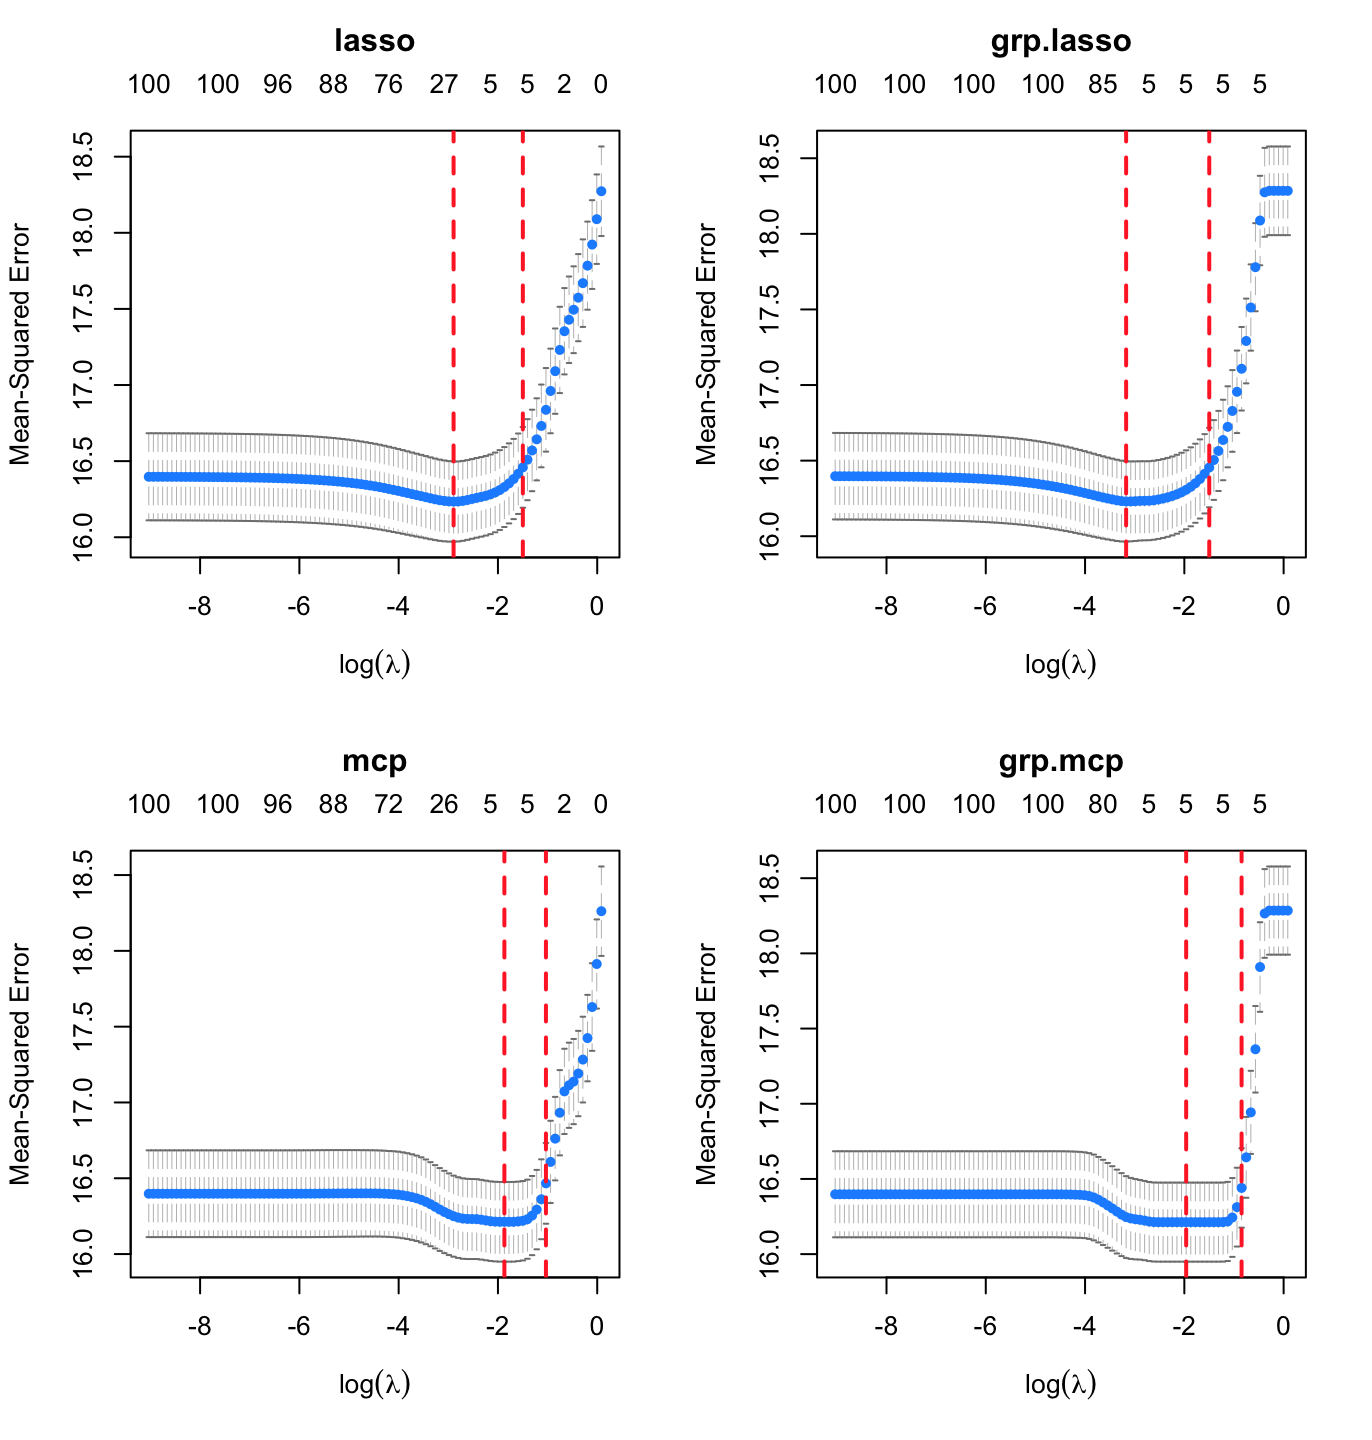 lasso
100 100 96 88 76 27 5 5 2 0
Mean-Squared Error
18.5
18.0
17.5
17.0
16.5
16.0
-8 -6 -4 -2 0
log(λ)
grp.lasso
100 100 100 100 85 5 5 5 5
Mean-Squared Error
18.5
18.0
17.5
17.0
16.5
16.0
-8 -6 -4 -2 0
log(λ)
mcp
100 100 96 88 72 26 5 5 2 0
Mean-Squared Error
18.5
18.0
17.5
17.0
16.5
16.0
-8 -6 -4 -2 0
log(λ)
grp.mcp
100 100 100 100 80 5 5 5 5
Mean-Squared Error
18.5
18.0
17.5
17.0
16.5
16.0
-8 -6 -4 -2 0
log(λ)